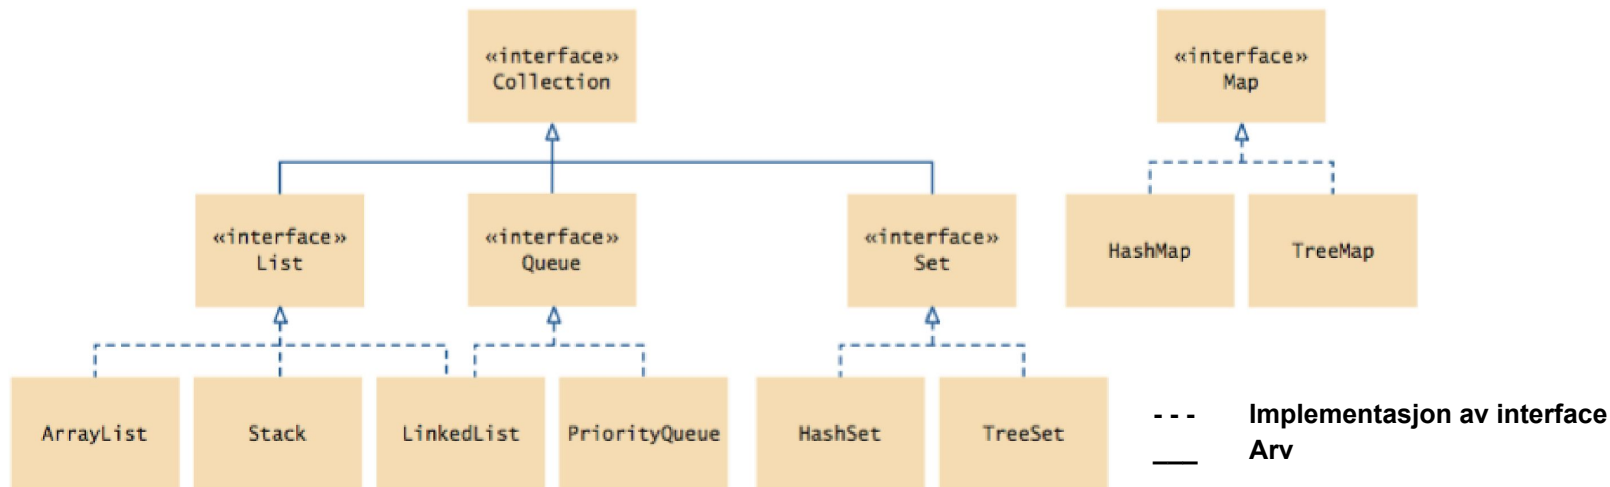 «interface»
Collection
«interface»
Map
«interface»
List
«interface»
Queue
«interface»
Set
HashMap
TreeMap
ArrayList
Stack
LinkedList
PriorityQueue
HashSet
TreeSet
--- Implementasjon av interface
___ Arv